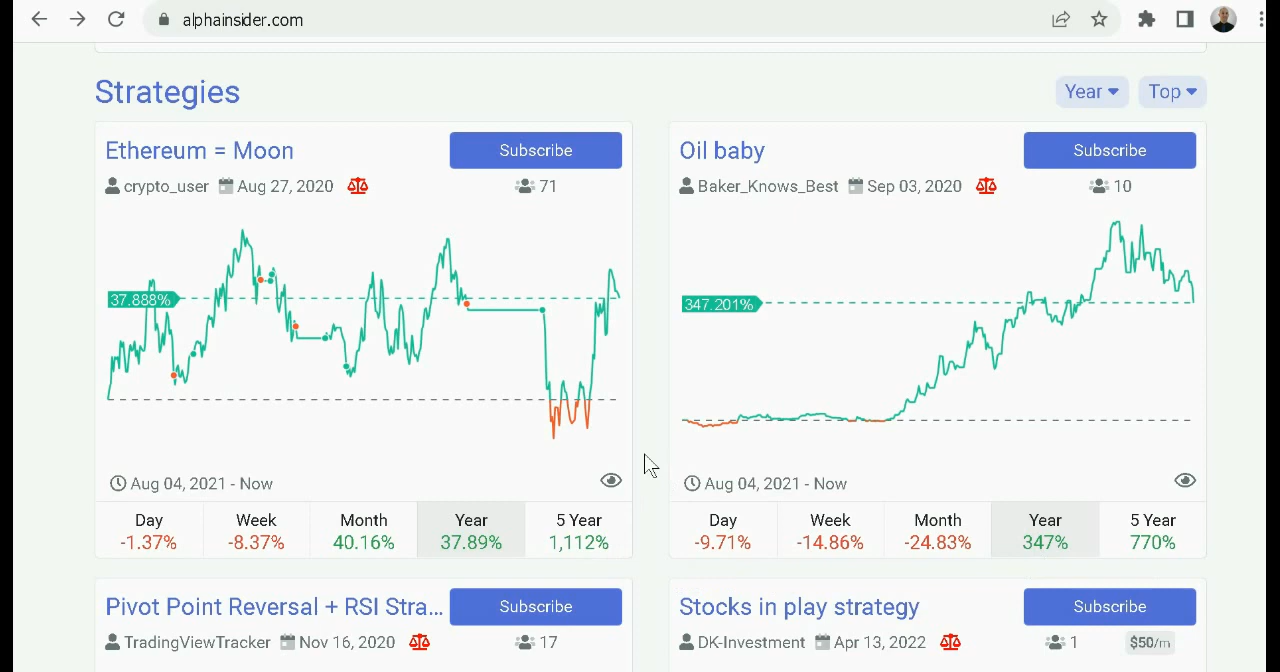 alphainsider.com
Strategies
Year Top
Ethereum = Moon Subscribe
crypto_user Aug 27, 2020 71
37.888%
Aug 04, 2021 - Now
Day Week Month Year 5 Year
-1.37% -8.37% 40.16% 37.89% 1,112%
Oil baby Subscribe
Baker_Knows_Best Sep 03, 2020 10
347.201%
Aug 04, 2021 - Now
Day Week Month Year 5 Year
-9.71% -14.86% -24.83% 347% 770%
Pivot Point Reversal + RSI Stra... Subscribe
TradingViewTracker Nov 16, 2020 17
Stocks in play strategy Subscribe
DK-Investment Apr 13, 2022 1 $50/m